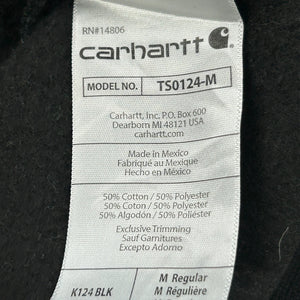 RN#14806
carhartt
MODEL NO. TS0124-M
Carhartt, Inc. P.O. Box 600
Dearborn MI 48121 USA
carhartt.com
Made in Mexico
Fabriqué au Mexique
Hecho en México
50% Cotton / 50% Polyester
50% Coton / 50% Polyester
50% Algodón / 50% Poliéster
Exclusive Trimming
Sauf Garnitures
Excepto Adorno
K124 BLK
M Regular
M Régulière